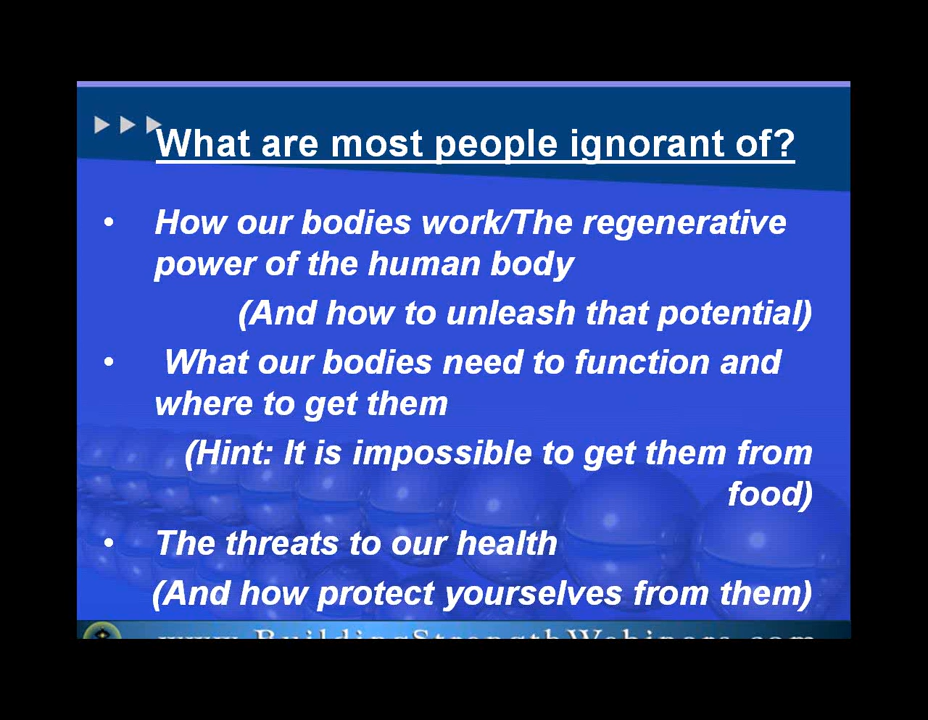 What are most people ignorant of?
• How our bodies work/The regenerative
power of the human body
(And how to unleash that potential)
• What our bodies need to function and
where to get them
(Hint: It is impossible to get them from
food)
• The threats to our health
(And how protect yourselves from them)
www.BuildingStrengthWebinars.com